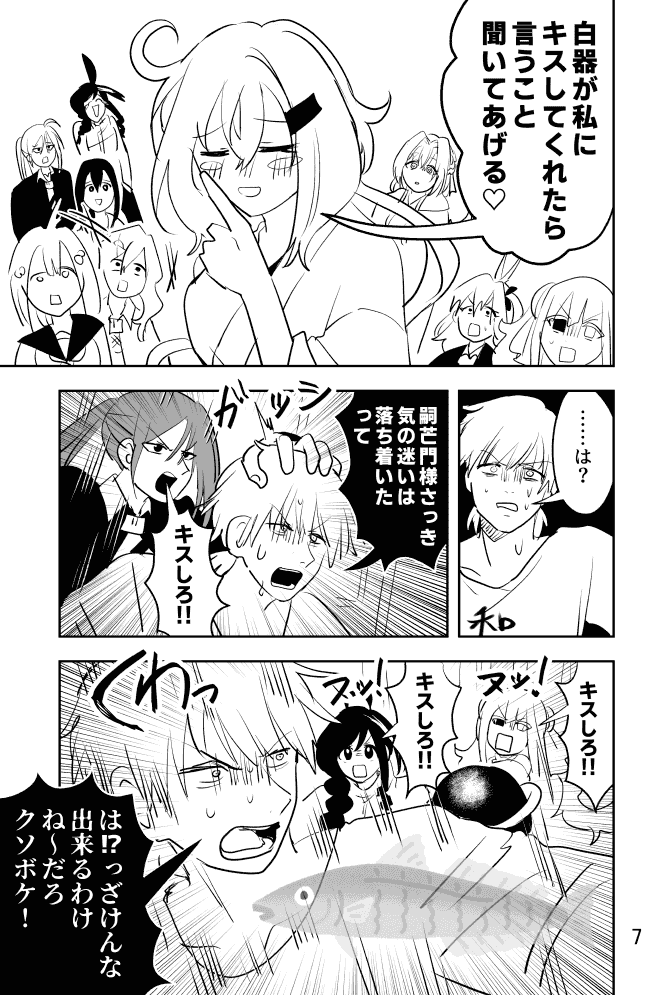 白器が私に
キスしてくれたら
言うこと
聞いてあげる♡
……は?
和
嗣芒門様さっき
気の迷いは
落ち着いた
って
ガッシ
キスしろ!!
キスしろ!!
ヌッ!
キスしろ!!
ヌッ!
くわっ
は!?っざけんな
出来るわけ
ね〜だろ
クソボケ!
7